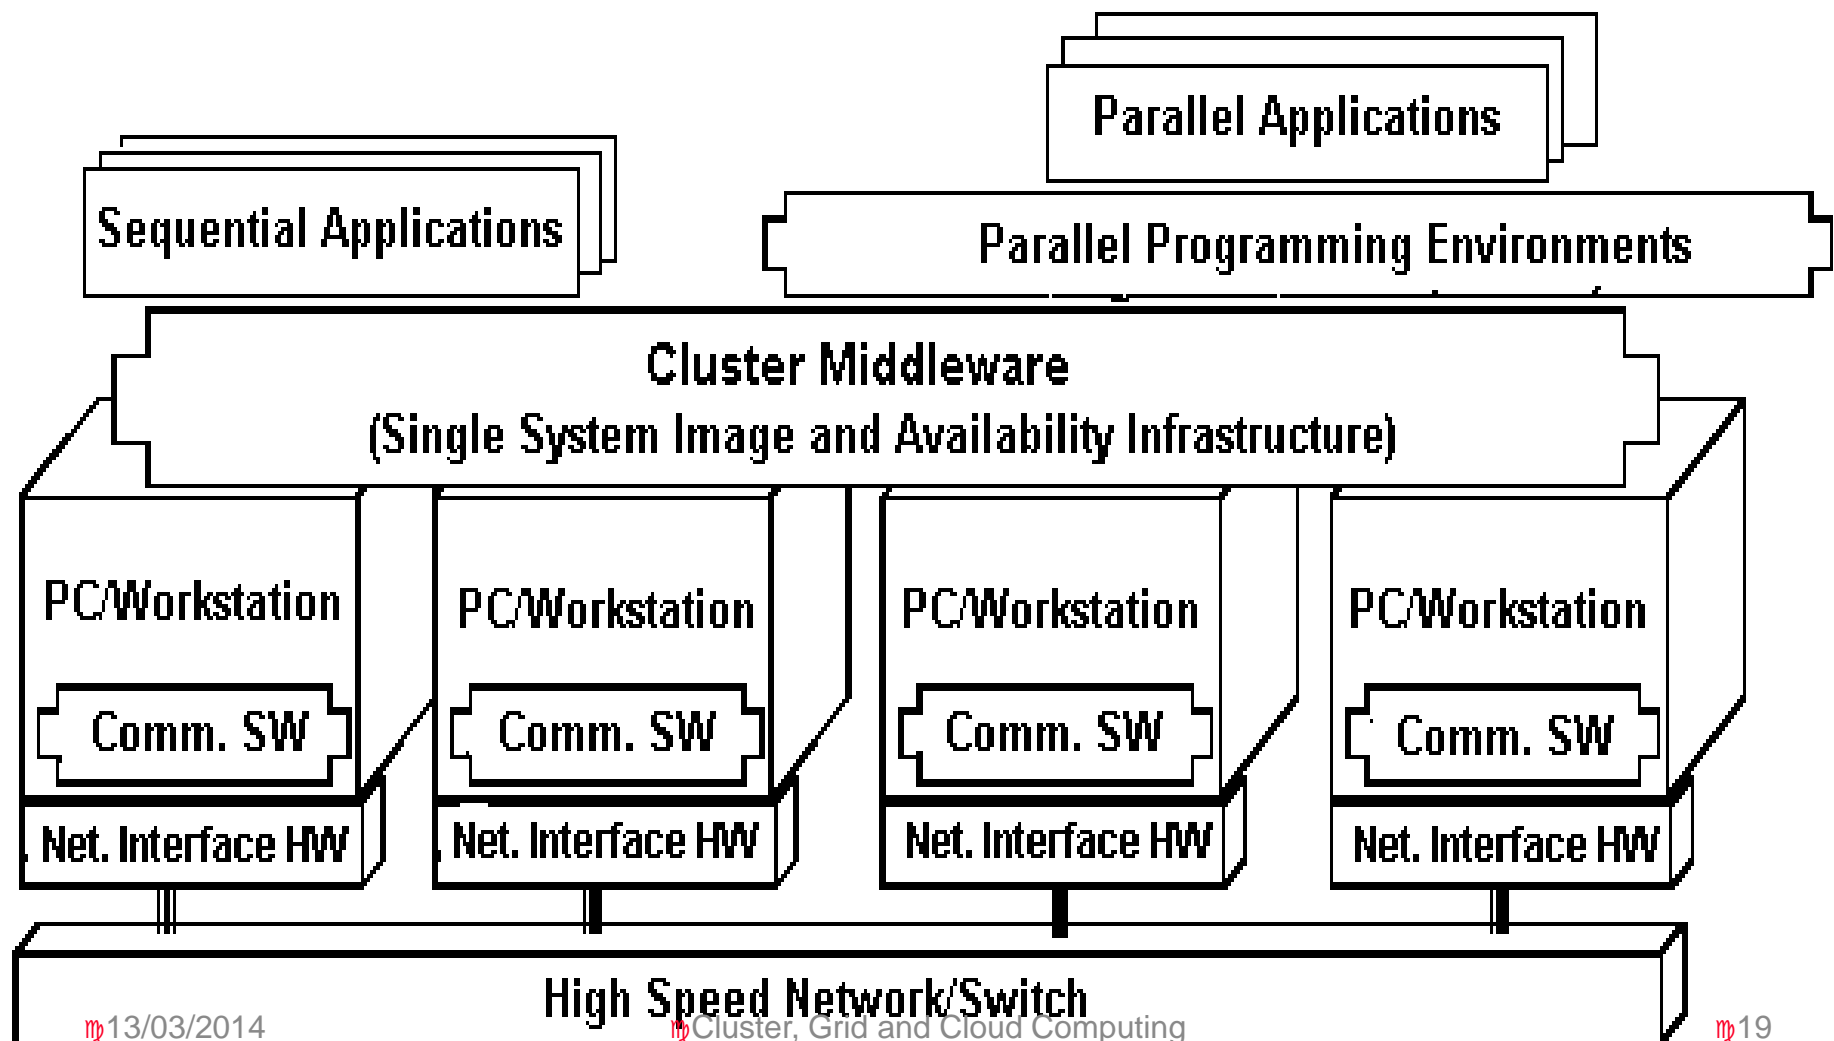 Parallel Applications
Sequential Applications
Parallel Programming Environments
Cluster Middleware
(Single System Image and Availability Infrastructure)
PC/Workstation
PC/Workstation
PC/Workstation
PC/Workstation
Comm. SW
Comm. SW
Comm. SW
Comm. SW
Net. Interface HW
Net. Interface HW
Net. Interface HW
Net. Interface HW
High Speed Network/Switch
♍13/03/2014
♍Cluster, Grid and Cloud Computing
♍19